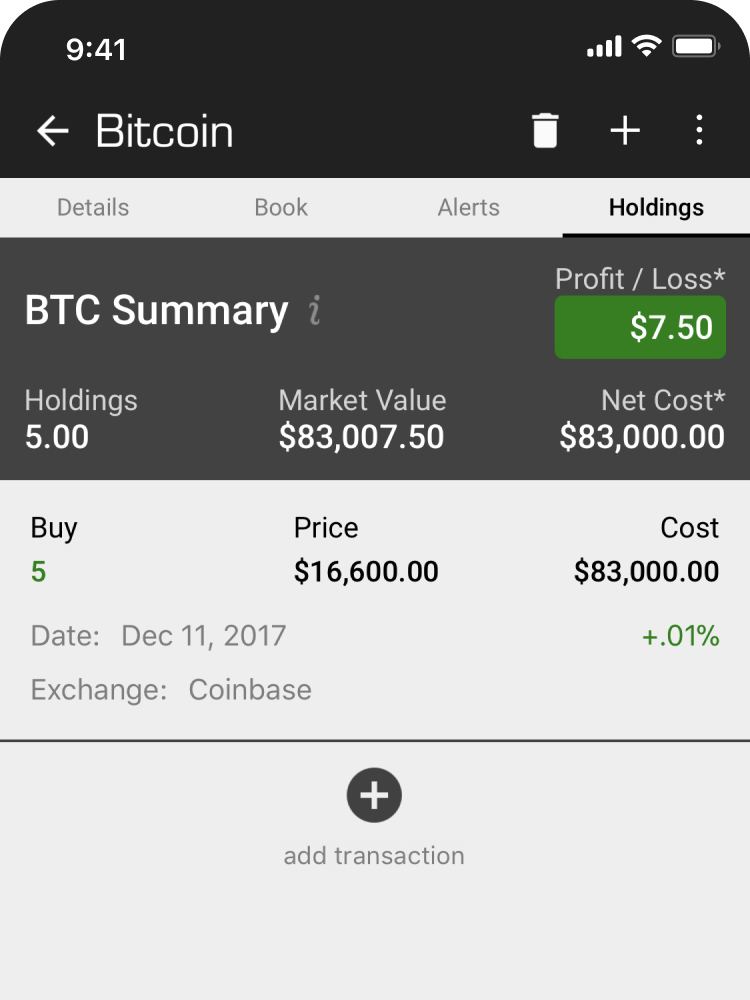 9:41
Bitcoin
Details Book Alerts Holdings
Profit / Loss*
BTC Summary i
$7.50
Holdings Market Value Net Cost*
5.00 $83,007.50 $83,000.00
Buy Price Cost
5 $16,600.00 $83,000.00
Date: Dec 11, 2017 +.01%
Exchange: Coinbase
add transaction